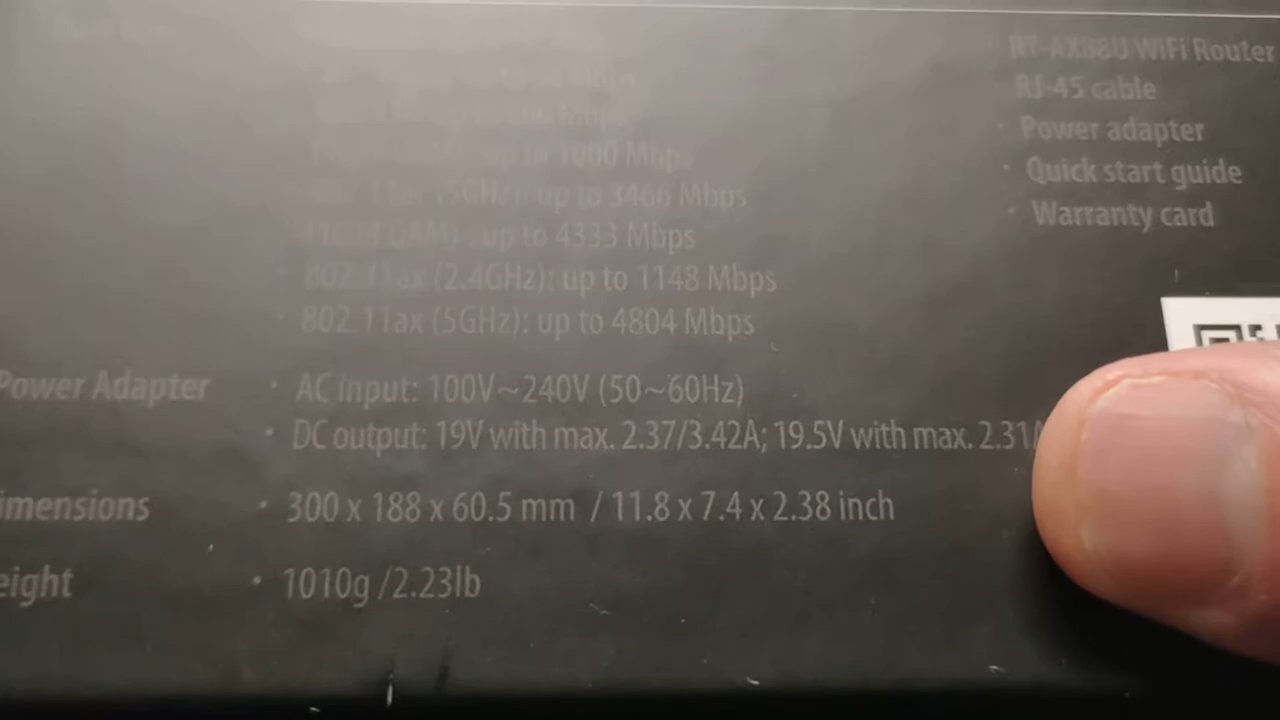 up to 1000 Mbp
(5GHz): up to 3466 Mbps
up to 4333 Mbps
802.11ax (2.4GHz): up to 1148 Mbps
802.11ax (5GHz): up to 4804 Mbps
Power Adapter
· AC input: 100V~240V (50~60Hz)
· DC output: 19V with max. 2.37/3.42A; 19.5V with max. 2.31A
imensions
· 300 x 188 x 60.5 mm / 11.8 x 7.4 x 2.38 inch
eight
· 1010g /2.23lb
RT-AX88U WiFi Router
RJ-45 cable
· Power adapter
· Quick start guide
· Warranty card